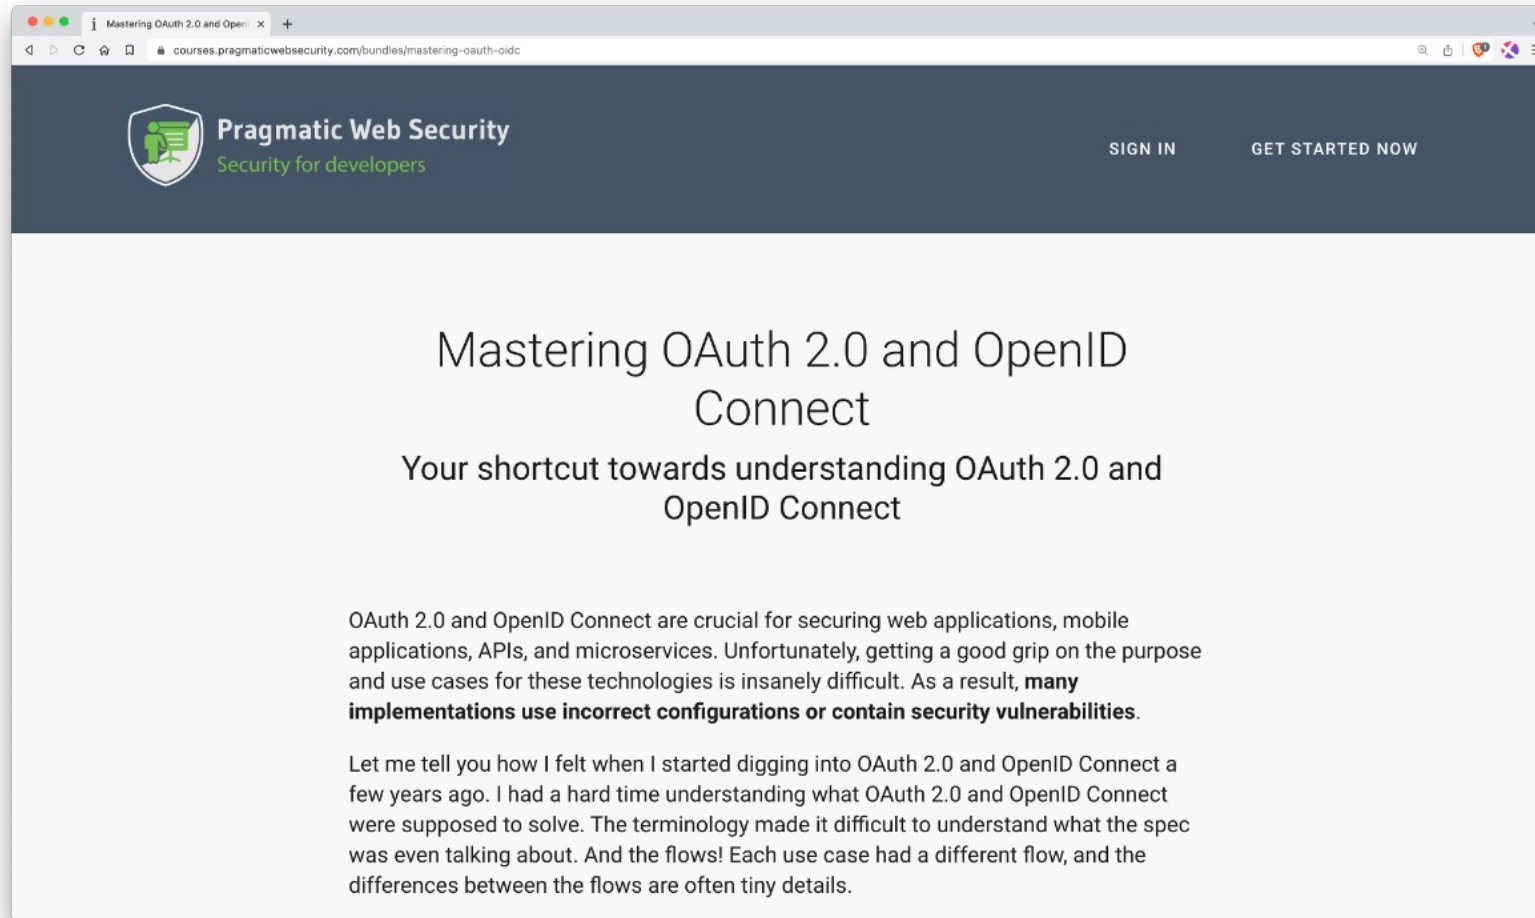 Mastering OAuth 2.0 and OpenI
courses.pragmaticwebsecurity.com/bundles/mastering-oauth-oidc
Pragmatic Web Security
Security for developers
SIGN IN
GET STARTED NOW
Mastering OAuth 2.0 and OpenID
Connect
Your shortcut towards understanding OAuth 2.0 and
OpenID Connect
OAuth 2.0 and OpenID Connect are crucial for securing web applications, mobile
applications, APIs, and microservices. Unfortunately, getting a good grip on the purpose
and use cases for these technologies is insanely difficult. As a result, many
implementations use incorrect configurations or contain security vulnerabilities.
Let me tell you how I felt when I started digging into OAuth 2.0 and OpenID Connect a
few years ago. I had a hard time understanding what OAuth 2.0 and OpenID Connect
were supposed to solve. The terminology made it difficult to understand what the spec
was even talking about. And the flows! Each use case had a different flow, and the
differences between the flows are often tiny details.